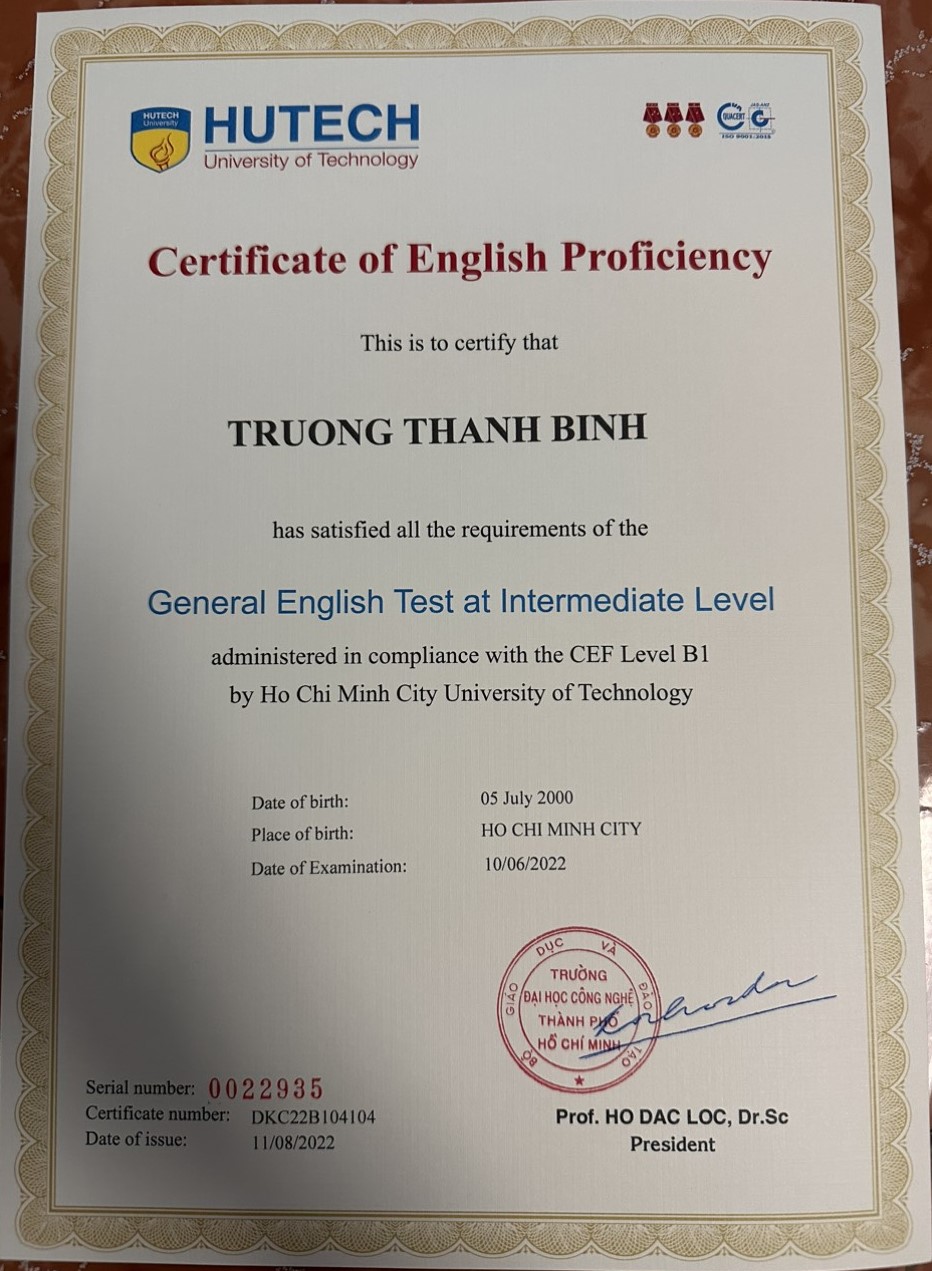 HUTECH
University
HUTECH
University of Technology
QUACERT
ISO 9001:2015
Certificate of English Proficiency
This is to certify that
TRUONG THANH BINH
has satisfied all the requirements of the
General English Test at Intermediate Level
administered in compliance with the CEF Level B1
by Ho Chi Minh City University of Technology
Date of birth: 05 July 2000
Place of birth: HO CHI MINH CITY
Date of Examination: 10/06/2022
BỘ GIÁO DỤC VÀ ĐÀO TẠO
TRƯỜNG
ĐẠI HỌC CÔNG NGHỆ
THÀNH PHỐ
HỒ CHÍ MINH
Serial number: 0022935
Certificate number: DKC22B104104
Date of issue: 11/08/2022
Prof. HO DAC LOC, Dr.Sc
President